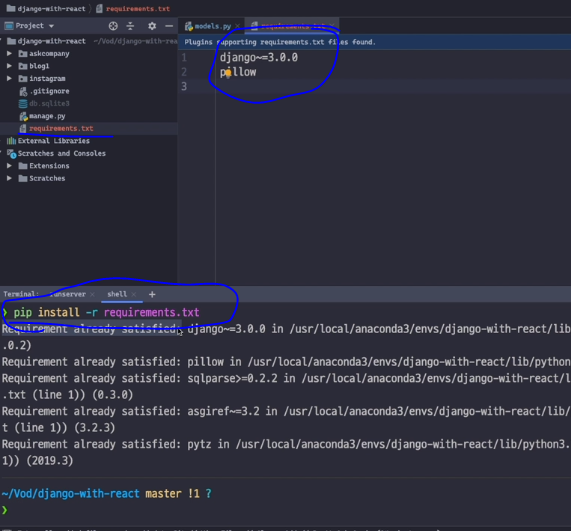 django-with-react
requirements.txt
Project
models.py
requirements.txt
django-with-react ~/Vod/django-with-rea
askcompany
blog1
instagram
.gitignore
db.sqlite3
manage.py
requirements.txt
External Libraries
Scratches and Consoles
Extensions
Scratches
Plugins supporting requirements.txt files found.
1 django~=3.0.0
2 pillow
3
Terminal: runserver × shell × +
❯ pip install -r requirements.txt
Requirement already satisfied: django~=3.0.0 in /usr/local/anaconda3/envs/django-with-react/lib
.0.2)
Requirement already satisfied: pillow in /usr/local/anaconda3/envs/django-with-react/lib/python
Requirement already satisfied: sqlparse>=0.2.2 in /usr/local/anaconda3/envs/django-with-react/l
.txt (line 1)) (0.3.0)
Requirement already satisfied: asgiref~=3.2 in /usr/local/anaconda3/envs/django-with-react/lib/
t (line 1)) (3.2.3)
Requirement already satisfied: pytz in /usr/local/anaconda3/envs/django-with-react/lib/python3.
1)) (2019.3)
~/Vod/django-with-react master !1 ?
❯